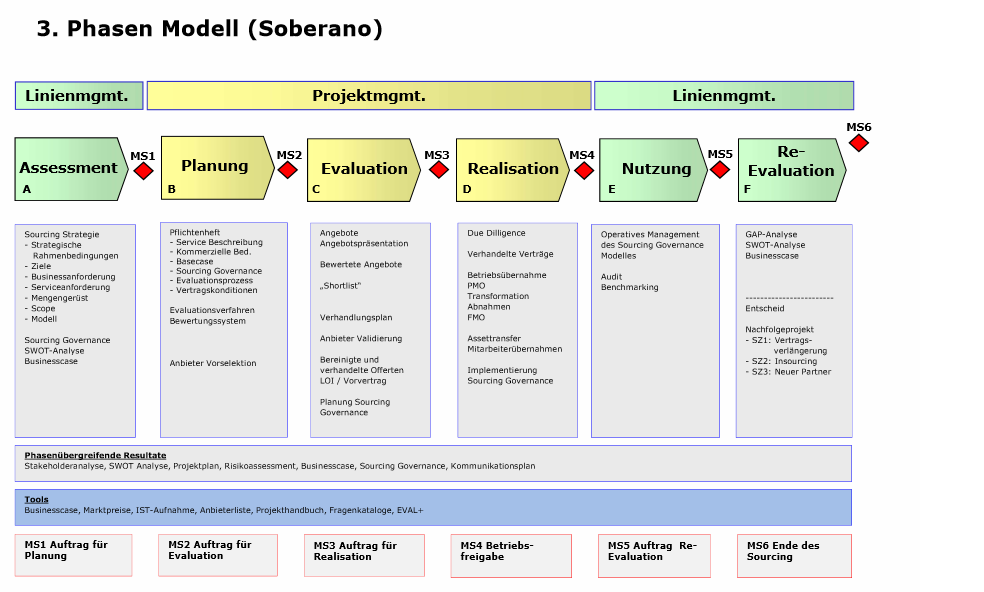 3. Phasen Modell (Soberano)
Linienmgmt.
Projektmgmt.
Linienmgmt.
Assessment
A
MS1
Planung
B
MS2
Evaluation
C
MS3
Realisation
D
MS4
Nutzung
E
MS5
Re-
Evaluation
F
MS6
Sourcing Strategie
- Strategische
Rahmenbedingungen
- Ziele
- Businessanforderung
- Serviceanforderung
- Mengengerüst
- Scope
- Modell
Sourcing Governance
SWOT-Analyse
Businesscase
Pflichtenheft
- Service Beschreibung
- Kommerzielle Bed.
- Basecase
- Sourcing Governance
- Evaluationsprozess
- Vertragskonditionen
Evaluationsverfahren
Bewertungssystem
Anbieter Vorselektion
Angebote
Angebotspräsentation
Bewertete Angebote
„Shortlist“
Verhandlungsplan
Anbieter Validierung
Bereinigte und
verhandelte Offerten
LOI / Vorvertrag
Planung Sourcing
Governance
Due Dilligence
Verhandelte Verträge
Betriebsübernahme
PMO
Transformation
Abnahmen
FMO
Assettransfer
Mitarbeiterübernahmen
Implementierung
Sourcing Governance
Operatives Management
des Sourcing Governance
Modelles
Audit
Benchmarking
GAP-Analyse
SWOT-Analyse
Businesscase
------------------------
Entscheid
Nachfolgeprojekt
- SZ1: Vertrags-
verlängerung
- SZ2: Insourcing
- SZ3: Neuer Partner
Phasenübergreifende Resultate
Stakeholderanalyse, SWOT Analyse, Projektplan, Risikoassessment, Businesscase, Sourcing Governance, Kommunikationsplan
Tools
Businesscase, Marktpreise, IST-Aufnahme, Anbieterliste, Projekthandbuch, Fragenkataloge, EVAL+
MS1 Auftrag für
Planung
MS2 Auftrag für
Evaluation
MS3 Auftrag für
Realisation
MS4 Betriebs-
freigabe
MS5 Auftrag  Re-
Evaluation
MS6 Ende des
Sourcing